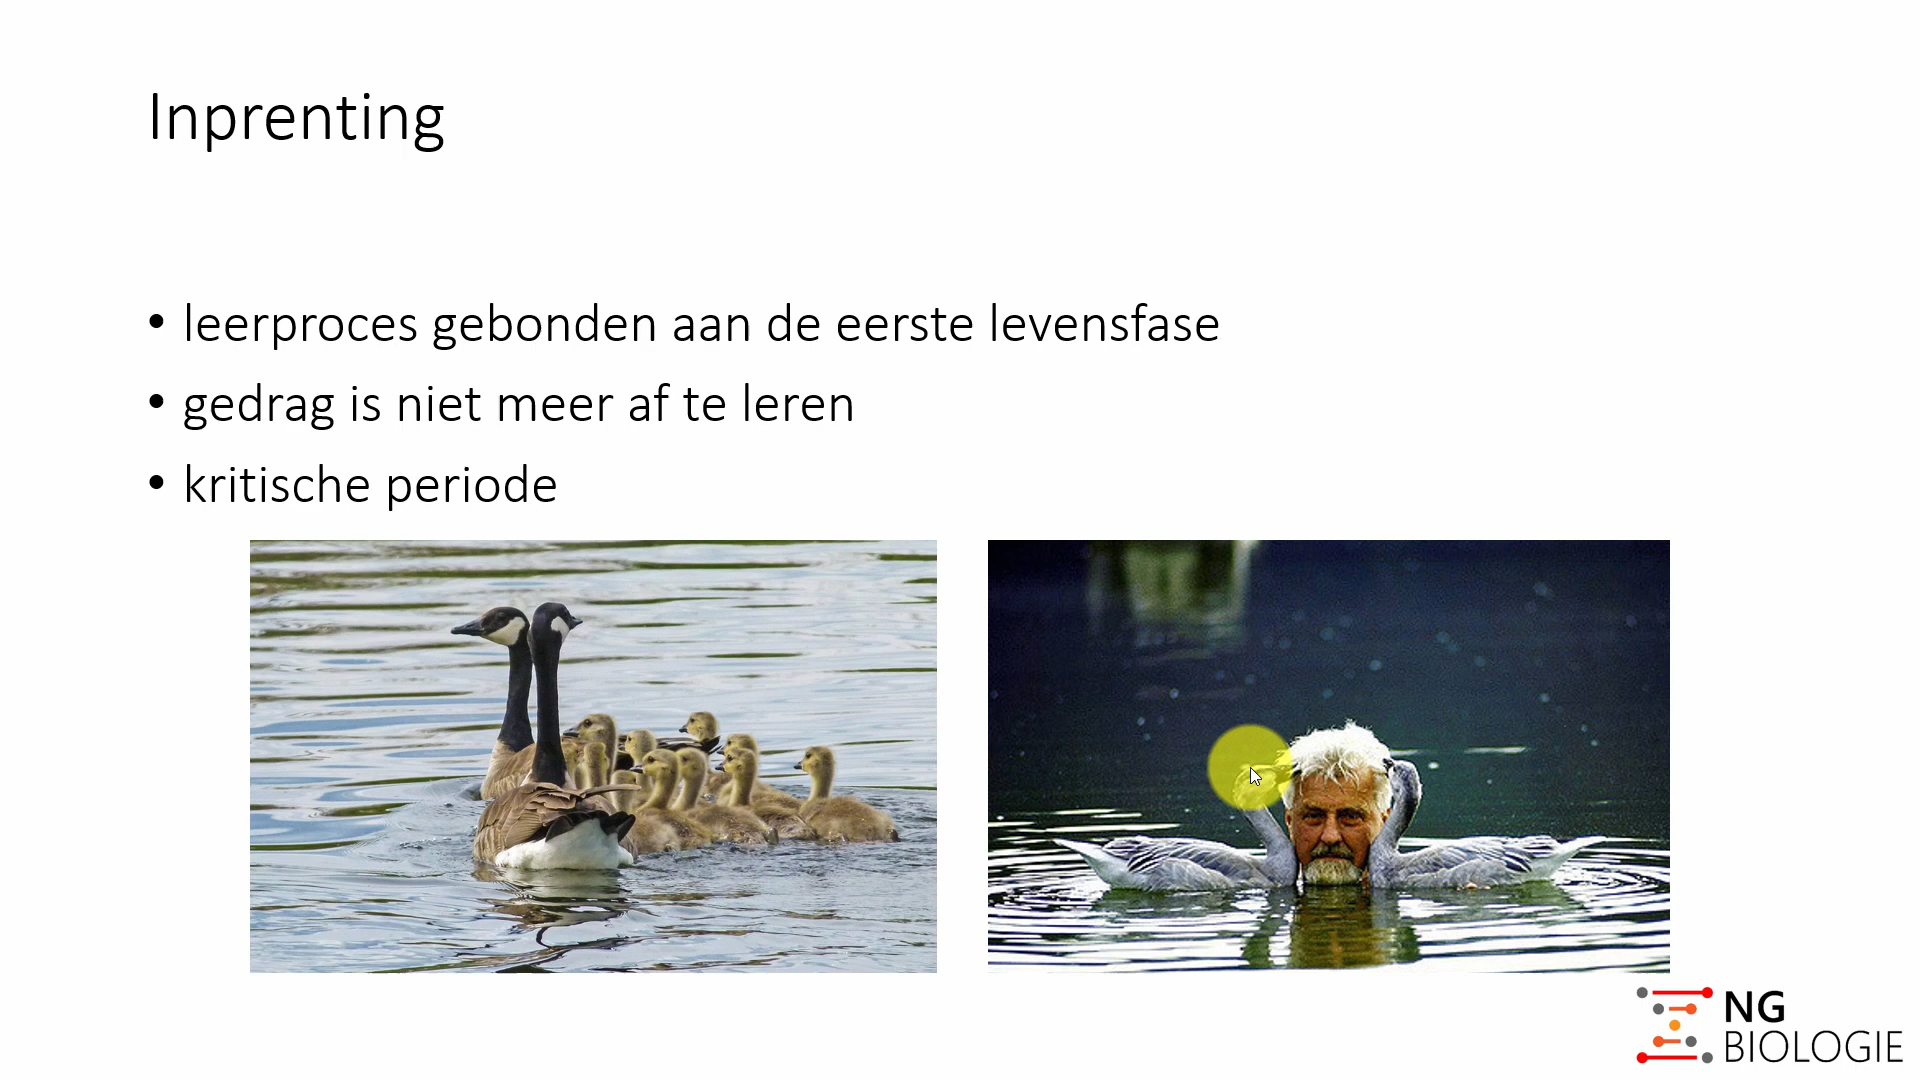 Inprenting
• leerproces gebonden aan de eerste levensfase
• gedrag is niet meer af te leren
• kritische periode
NG
BIOLOGIE